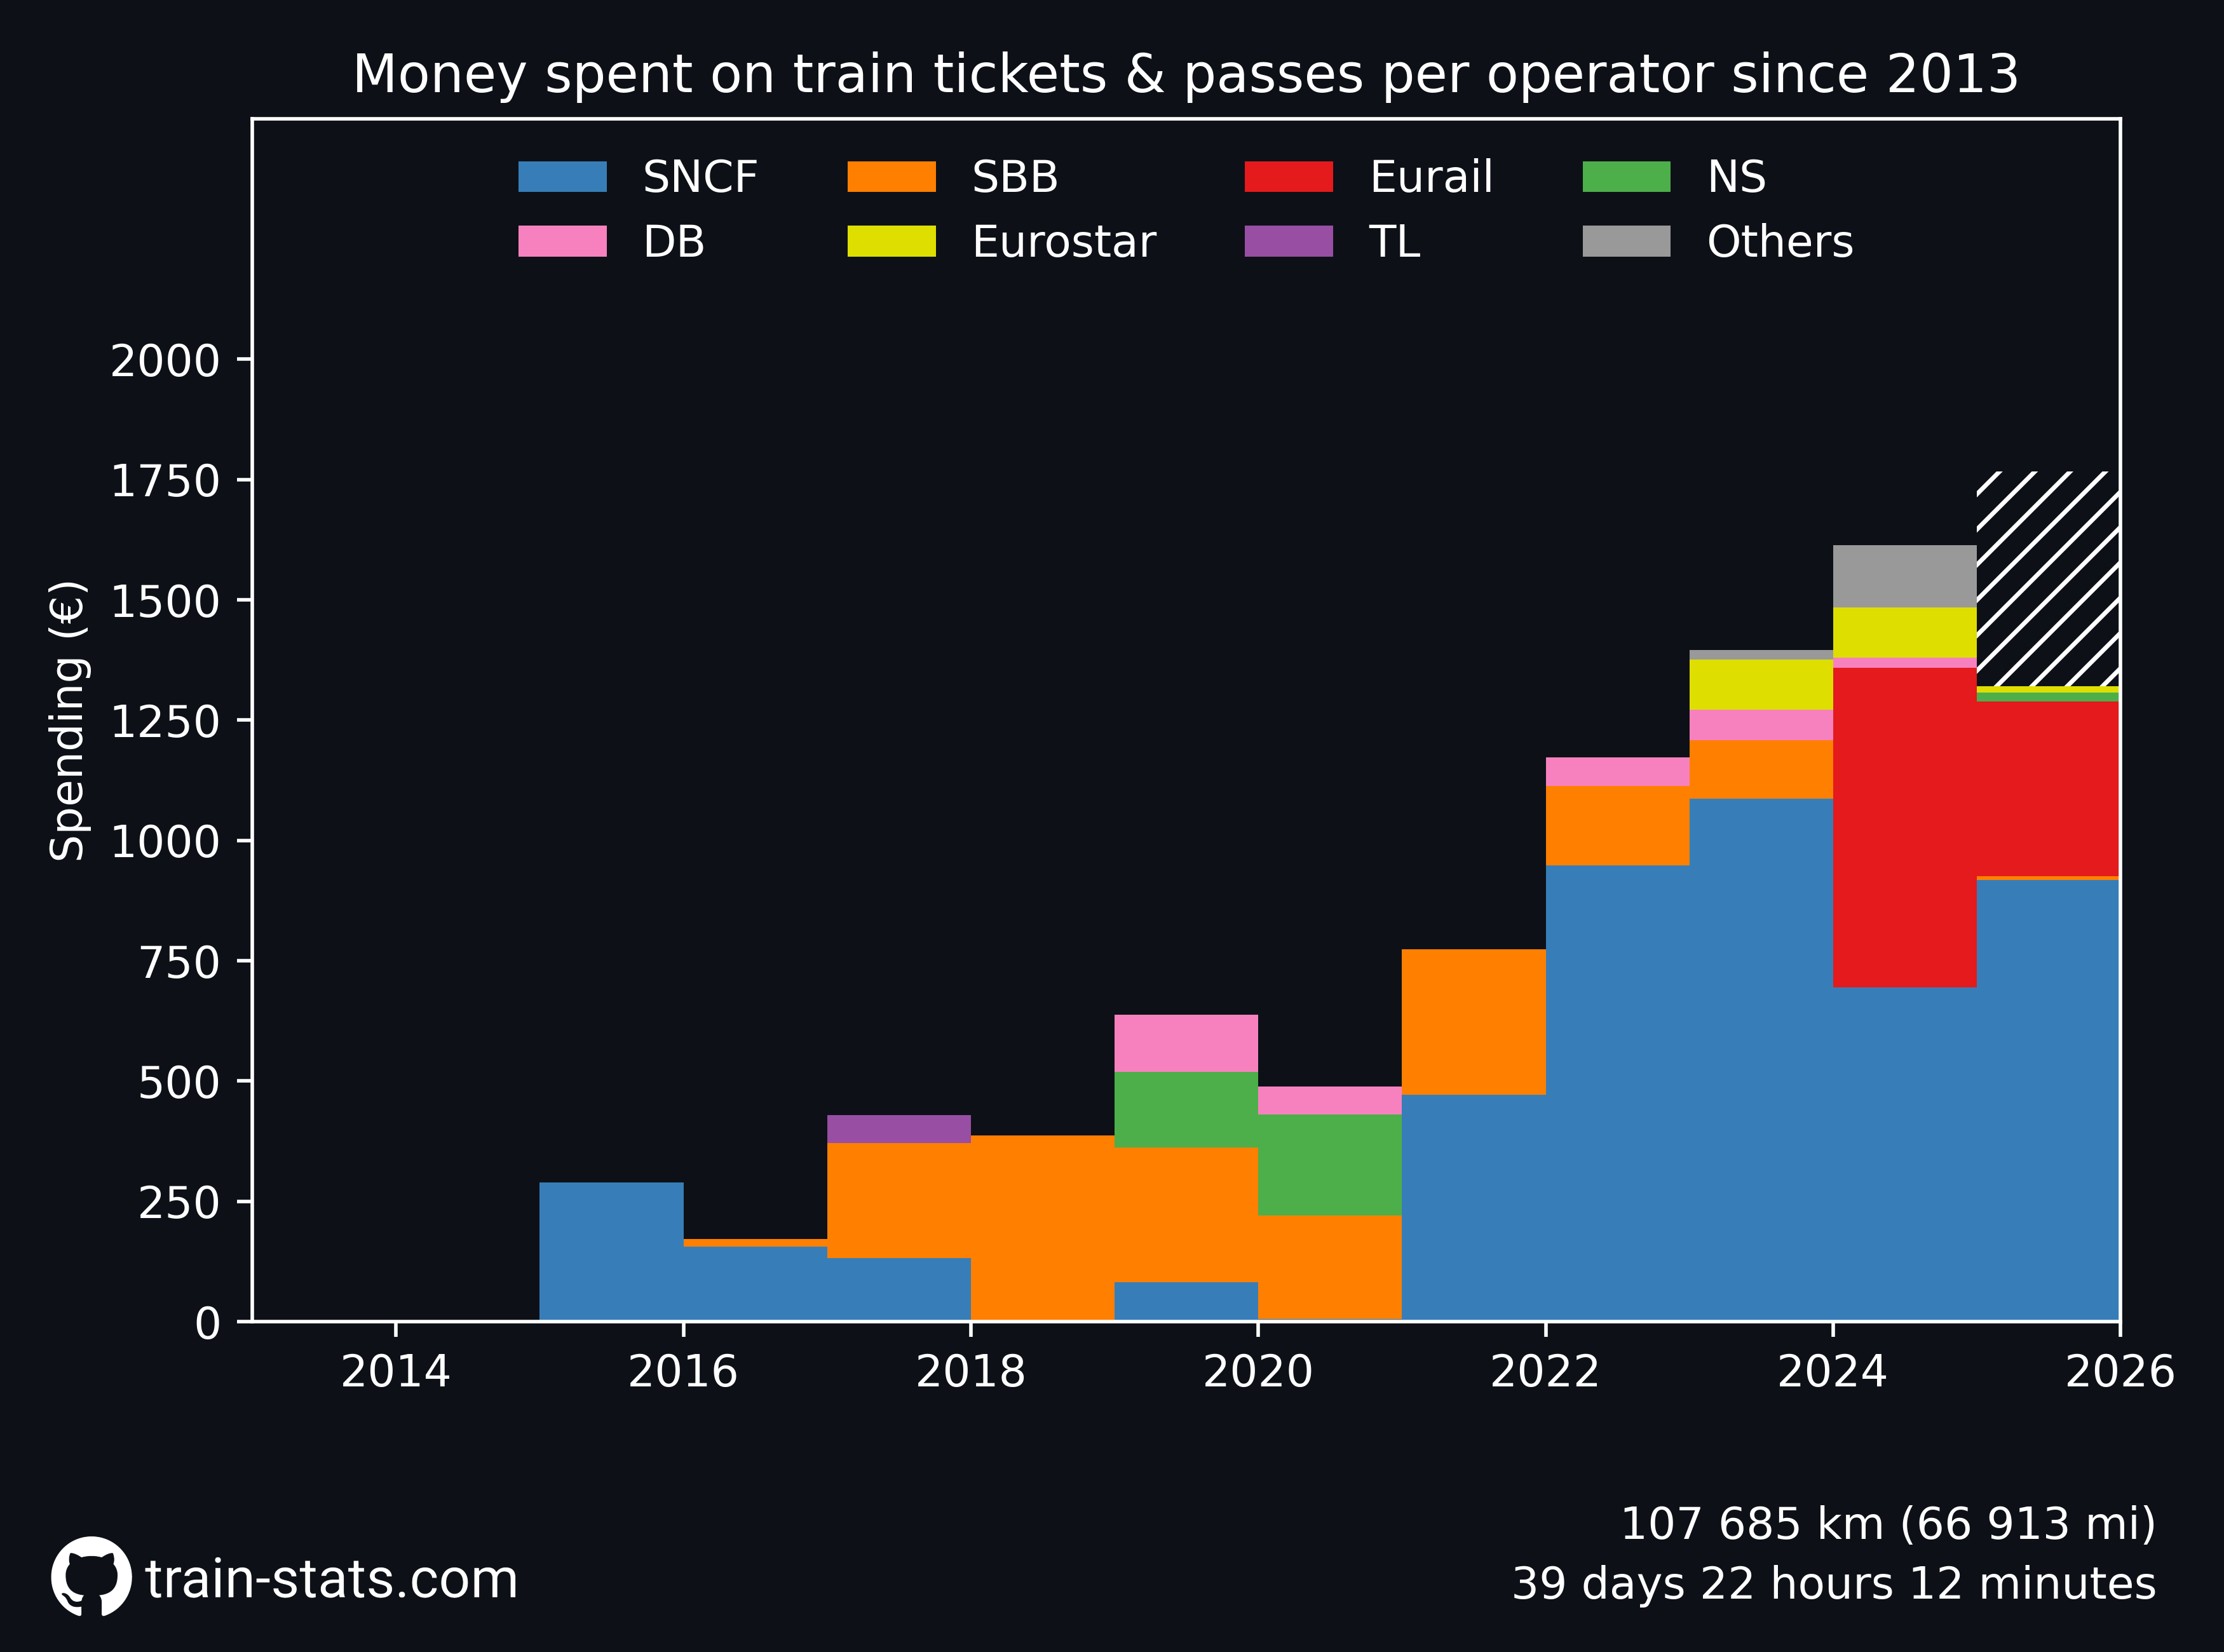 Money spent on train tickets & passes per operator since 2013
SNCF SBB Eurail NS
DB Eurostar TL Others
Spending (€)
2000
1750
1500
1250
1000
750
500
250
0
2014 2016 2018 2020 2022 2024 2026
107 685 km (66 913 mi)
train-stats.com
39 days 22 hours 12 minutes